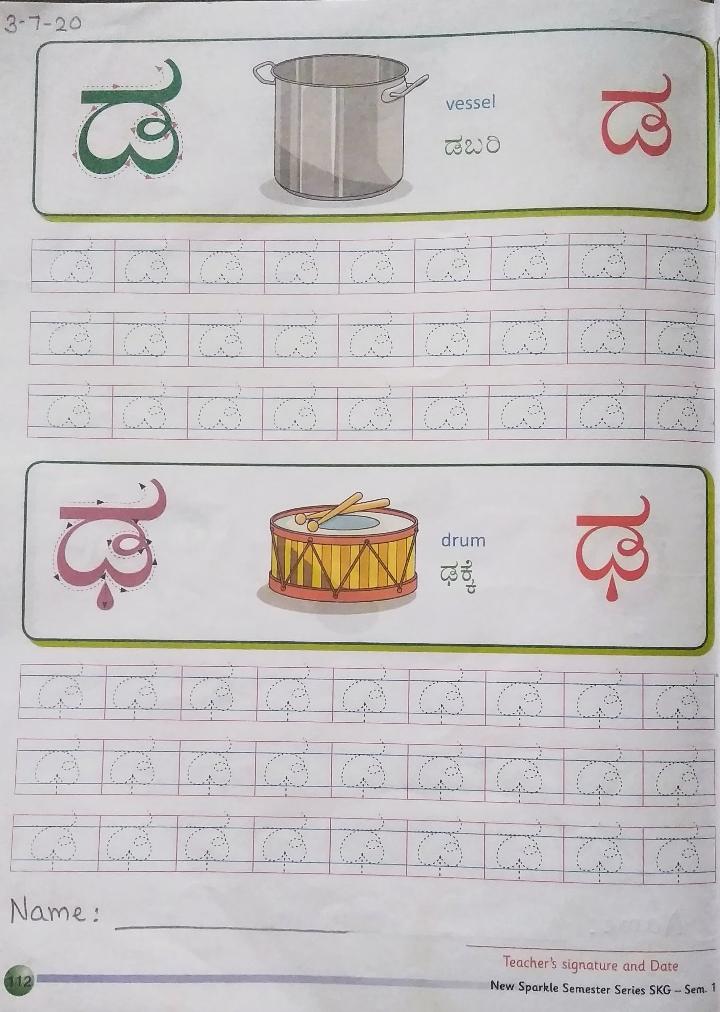 3-7-20
ಡ
vessel
ಡಬರಿ
ಡ
ಡ ಡ ಡ ಡ ಡ ಡ ಡ ಡ ಡ
ಡ ಡ ಡ ಡ ಡ ಡ ಡ ಡ ಡ
ಡ ಡ ಡ ಡ ಡ ಡ ಡ ಡ ಡ
ಢ
drum
ಢಕ್ಕೆ
ಢ
ಢ ಢ ಢ ಢ ಢ ಢ ಢ ಢ ಢ
ಢ ಢ ಢ ಢ ಢ ಢ ಢ ಢ ಢ
ಢ ಢ ಢ ಢ ಢ ಢ ಢ ಢ ಢ
Name:
Teacher's signature and Date
112
New Sparkle Semester Series SKG – Sem. 1